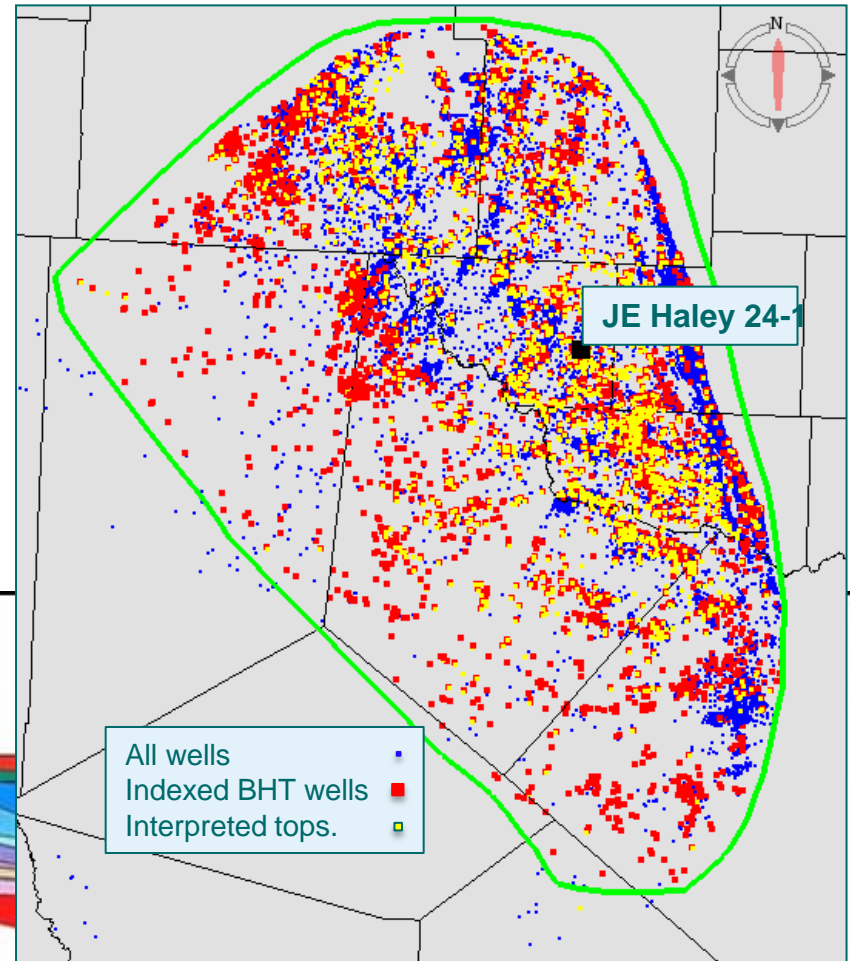 N
JE Haley 24-1
All wells
Indexed BHT wells
Interpreted tops.